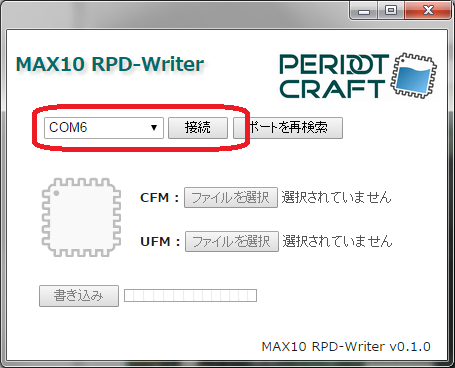 MAX10 RPD-Writer
PERIDOT
CRAFT
COM6 接続 ポートを再検索
CFM : ファイルを選択 選択されていません
UFM : ファイルを選択 選択されていません
書き込み
MAX10 RPD-Writer v0.1.0